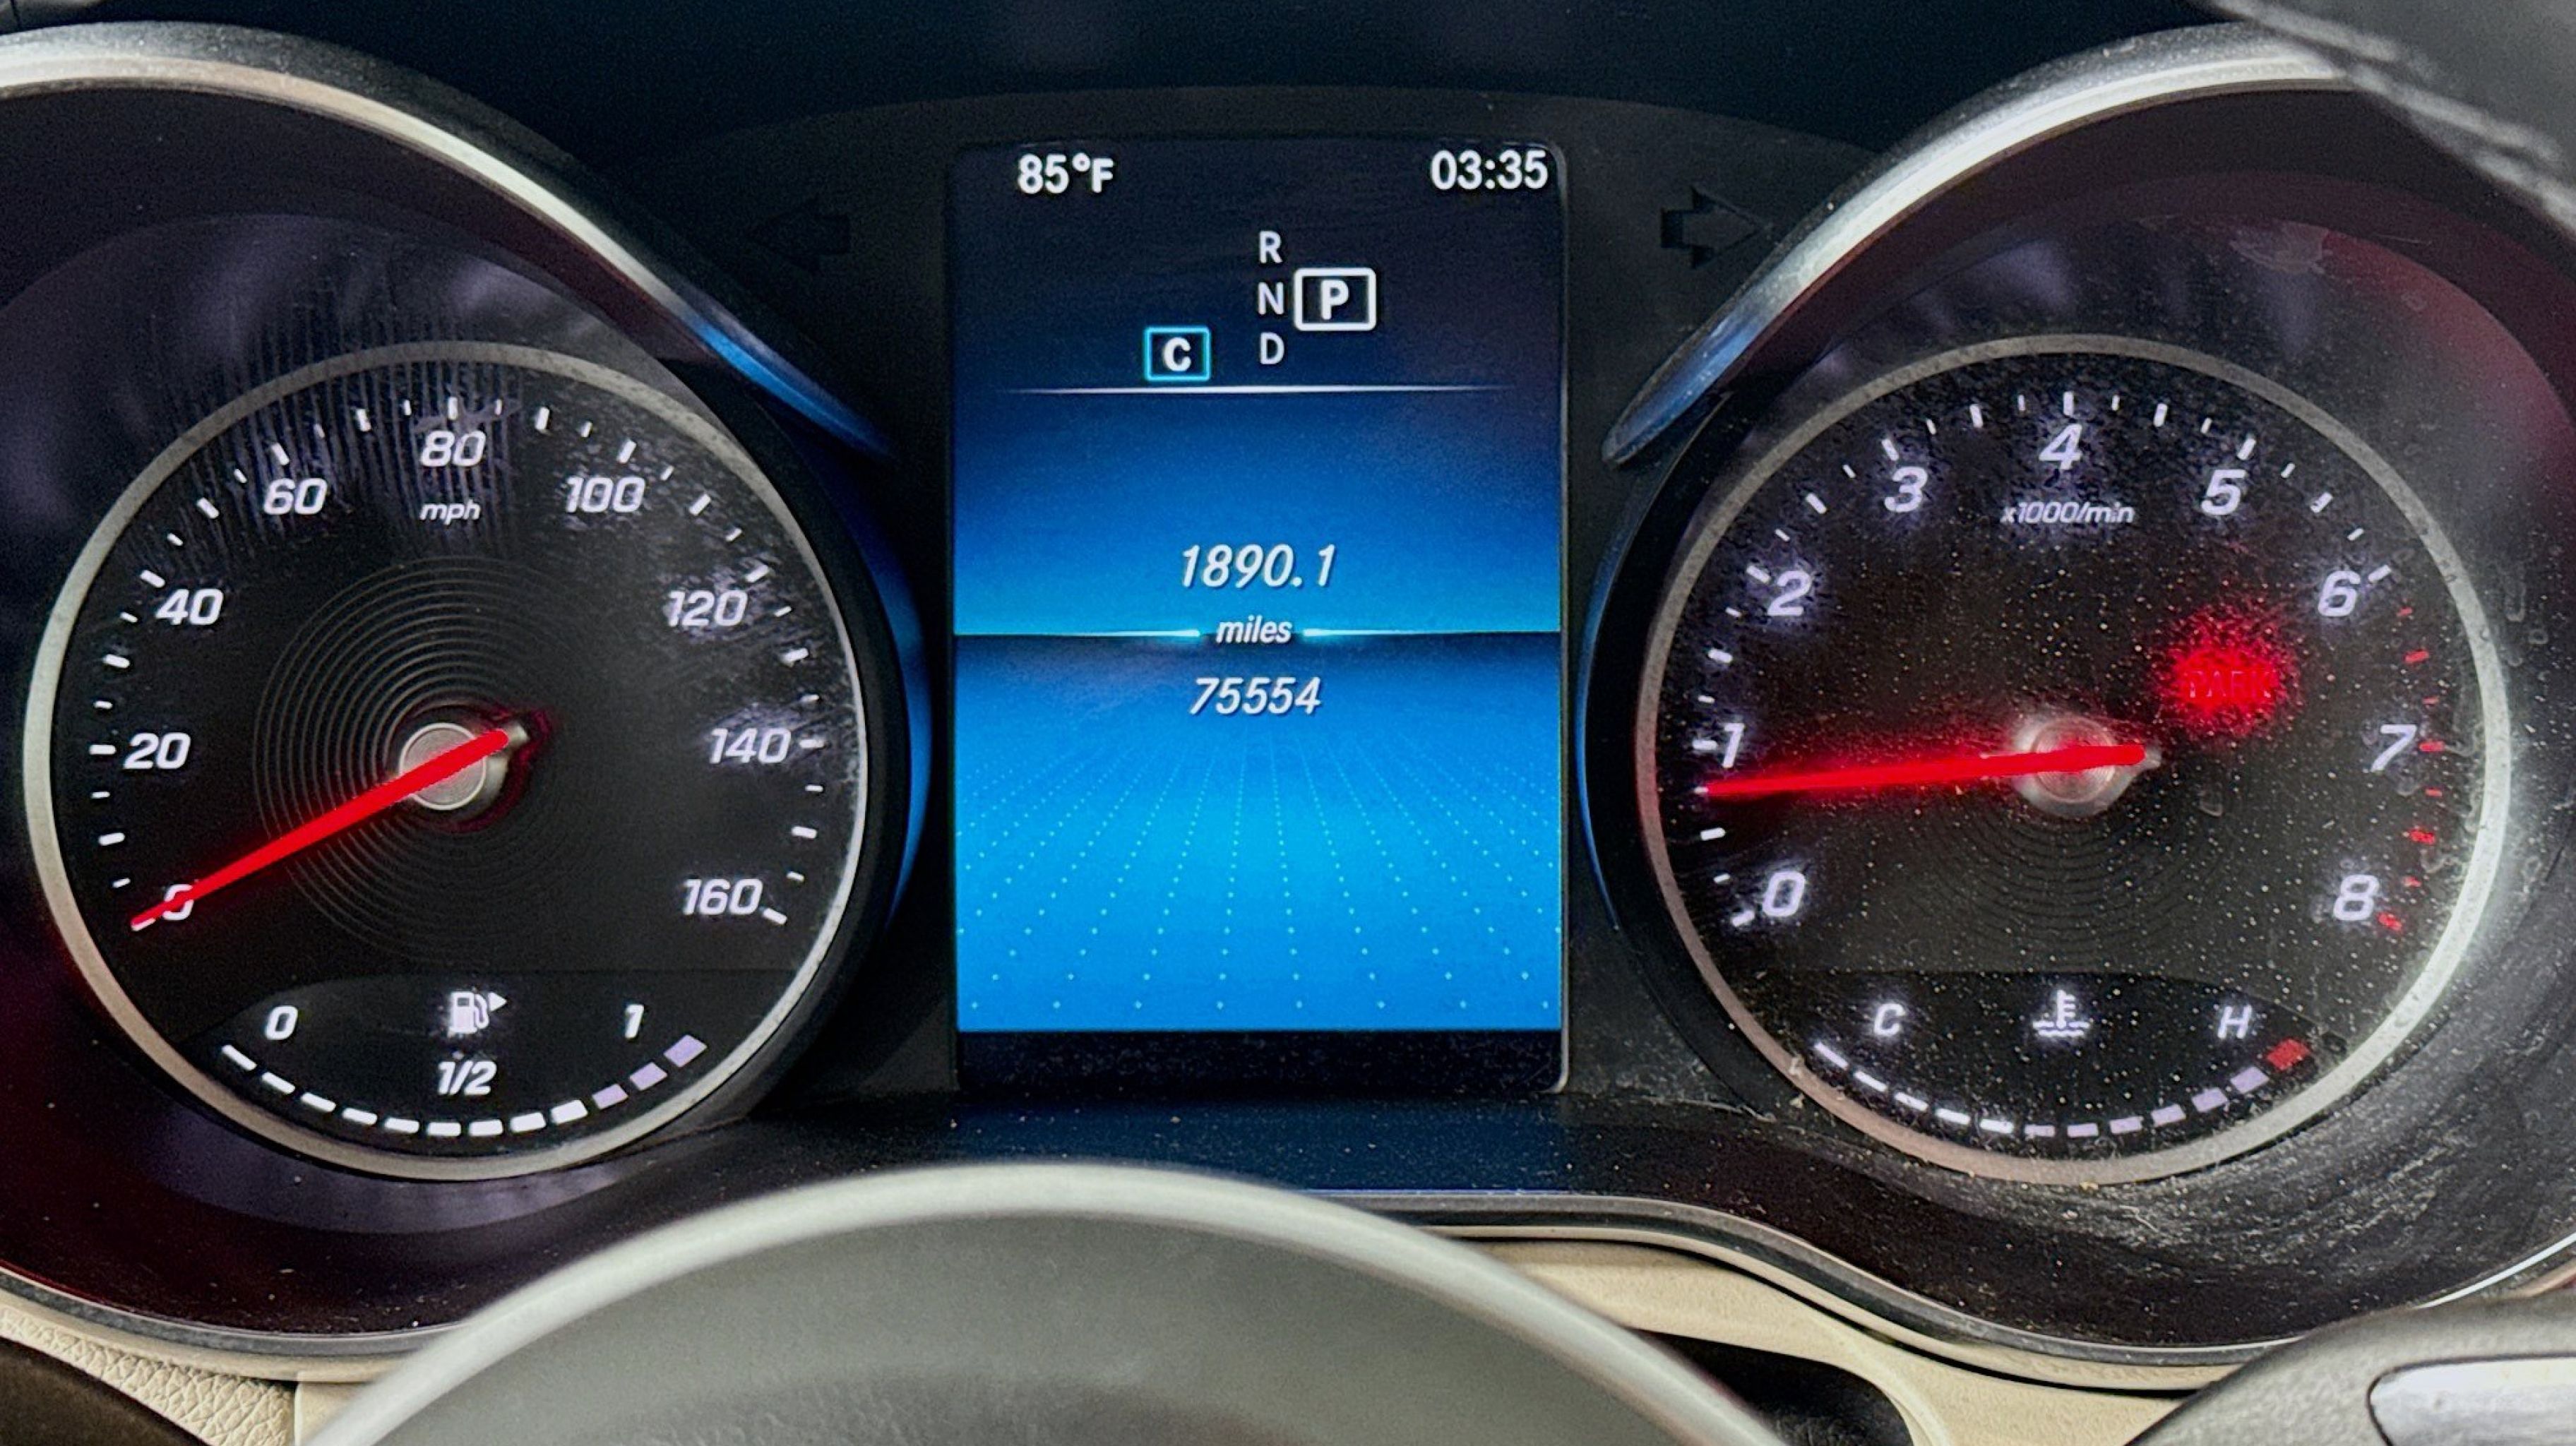 85°F 03:35
R
N P
C D
1890.1
miles
75554
0 20 40 60 80 100 120 140 160
mph
0 1
1/2
0 1 2 3 4 5 6 7 8
x1000/min
PARK
C H